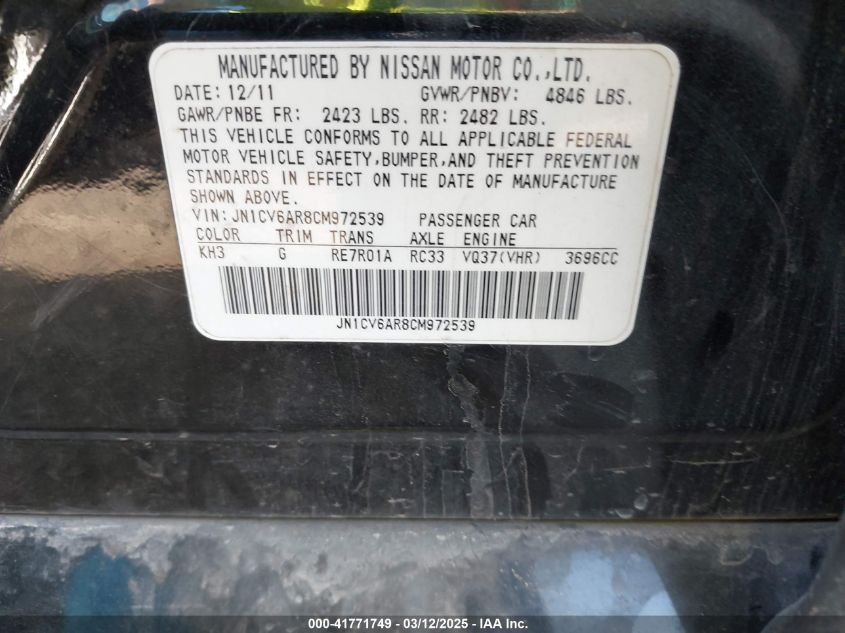 MANUFACTURED BY NISSAN MOTOR CO.,LTD.
DATE: 12/11 GVWR/PNBV: 4846 LBS.
GAWR/PNBE FR: 2423 LBS. RR: 2482 LBS.
THIS VEHICLE CONFORMS TO ALL APPLICABLE FEDERAL
MOTOR VEHICLE SAFETY,BUMPER,AND THEFT PREVENTION
STANDARDS IN EFFECT ON THE DATE OF MANUFACTURE
SHOWN ABOVE.
VIN:JN1CV6AR8CM972539 PASSENGER CAR
COLOR TRIM TRANS AXLE ENGINE
KH3 G RE7R01A RC33 VQ37(VHR) 3696CC
JN1CV6AR8CM972539
000-41771749 - 03/12/2025 - IAA Inc.